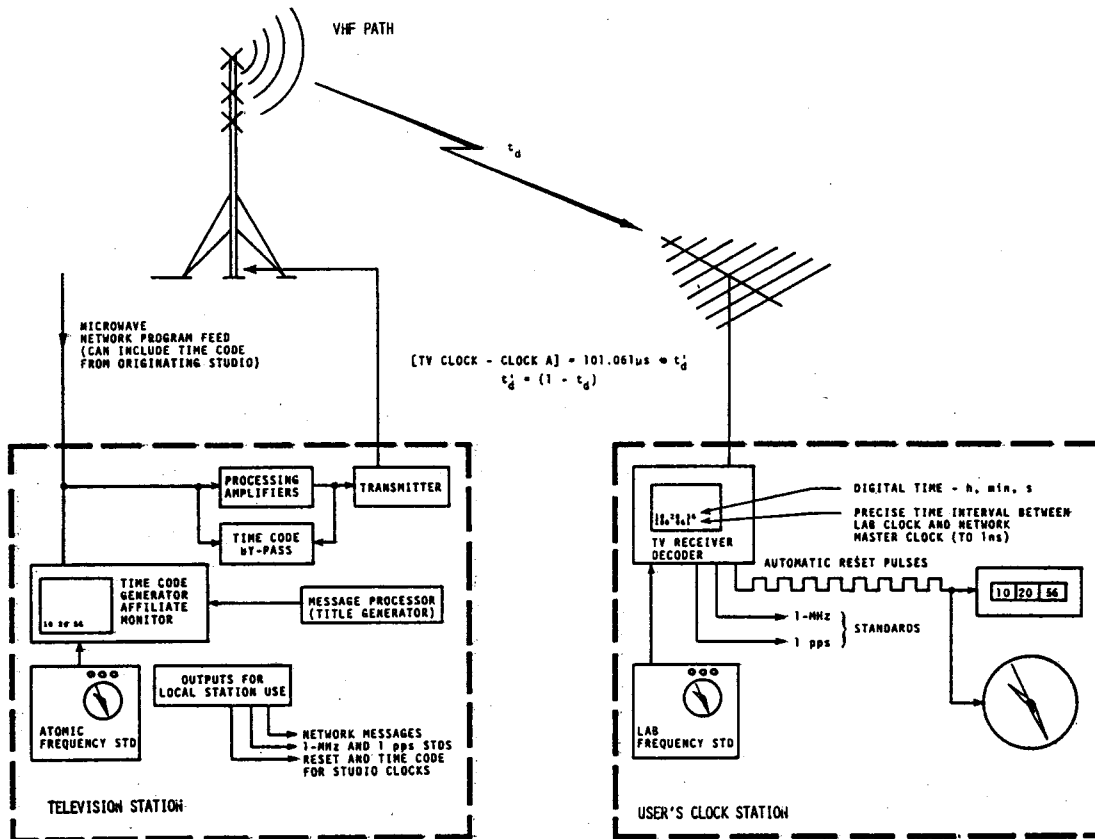 VHF PATH
t_d
MICROWAVE
NETWORK PROGRAM FEED
(CAN INCLUDE TIME CODE
FROM ORIGINATING STUDIO)
[TV CLOCK - CLOCK A] = 101.061µs + t'_d
t'_d = (1 - t_d)
PROCESSING
AMPLIFIERS
TRANSMITTER
TIME CODE
BY-PASS
TIME CODE
GENERATOR
AFFILIATE
MONITOR
10 20 56
MESSAGE PROCESSOR
(TITLE GENERATOR)
OUTPUTS FOR
LOCAL STATION USE
ATOMIC
FREQUENCY STD
NETWORK MESSAGES
1-MHz AND 1 pps STDS
RESET AND TIME CODE
FOR STUDIO CLOCKS
TELEVISION STATION
TV RECEIVER
DECODER
DIGITAL TIME - h, min, s
PRECISE TIME INTERVAL BETWEEN
LAB CLOCK AND NETWORK
MASTER CLOCK (TO 1ns)
AUTOMATIC RESET PULSES
10 20 56
1-MHz
1 pps
STANDARDS
LAB
FREQUENCY STD
USER'S CLOCK STATION